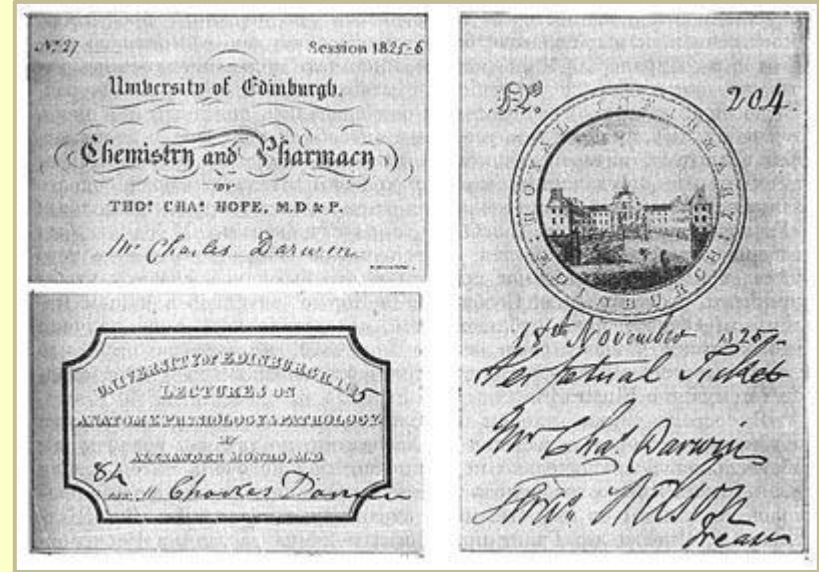 No. 27 Session 1825-6
University of Edinburgh.
Chemistry and Pharmacy
BY
THOS. CHAS. HOPE, M.D & P.
Mr Charles Darwin
UNIVERSITY OF EDINBURGH 1825
LECTURES ON
ANATOMY, PHYSIOLOGY & PATHOLOGY
BY
ALEXANDER MONRO, M.D.
84
Charles Darwin
No. 204.
ROYAL INFIRMARY
EDINBURGH
18th November 1825
Perpetual Ticket
Mr Chas. Darwin
Wilson
Treas